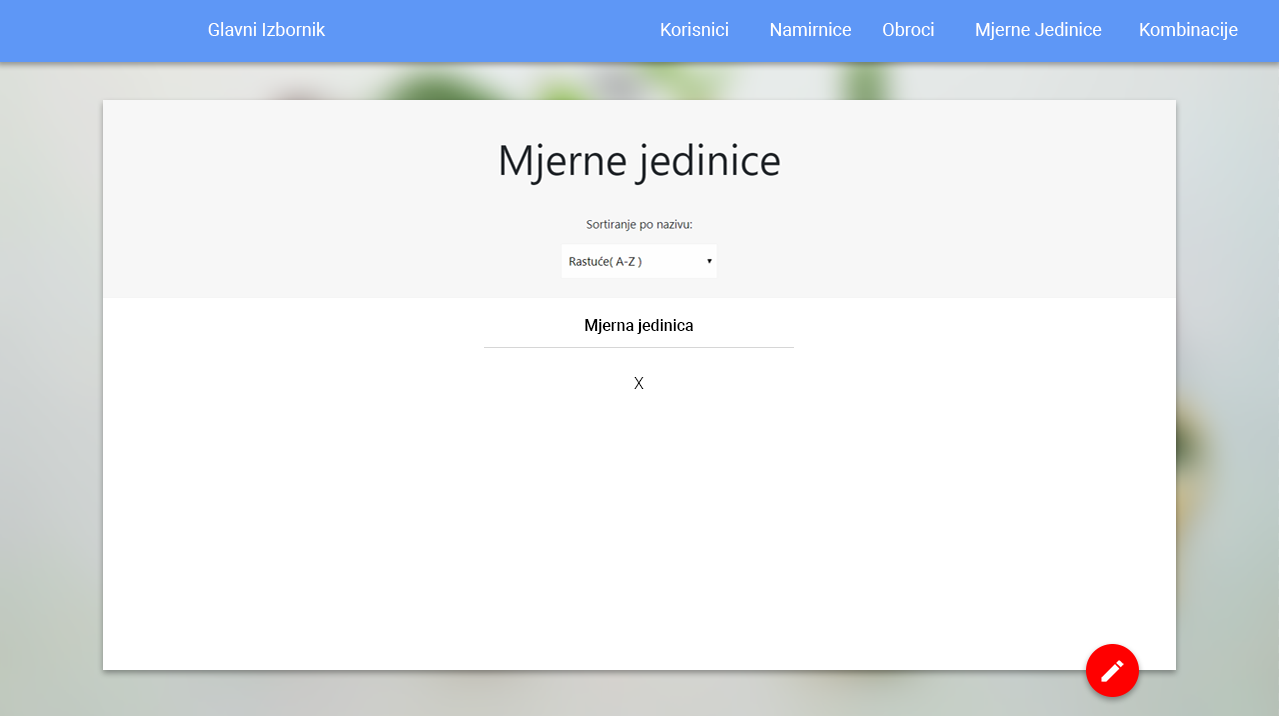 Glavni Izbornik Korisnici Namirnice Obroci Mjerne Jedinice Kombinacije
Mjerne jedinice
Sortiranje po nazivu:
Rastuće( A-Z )
Mjerna jedinica
X